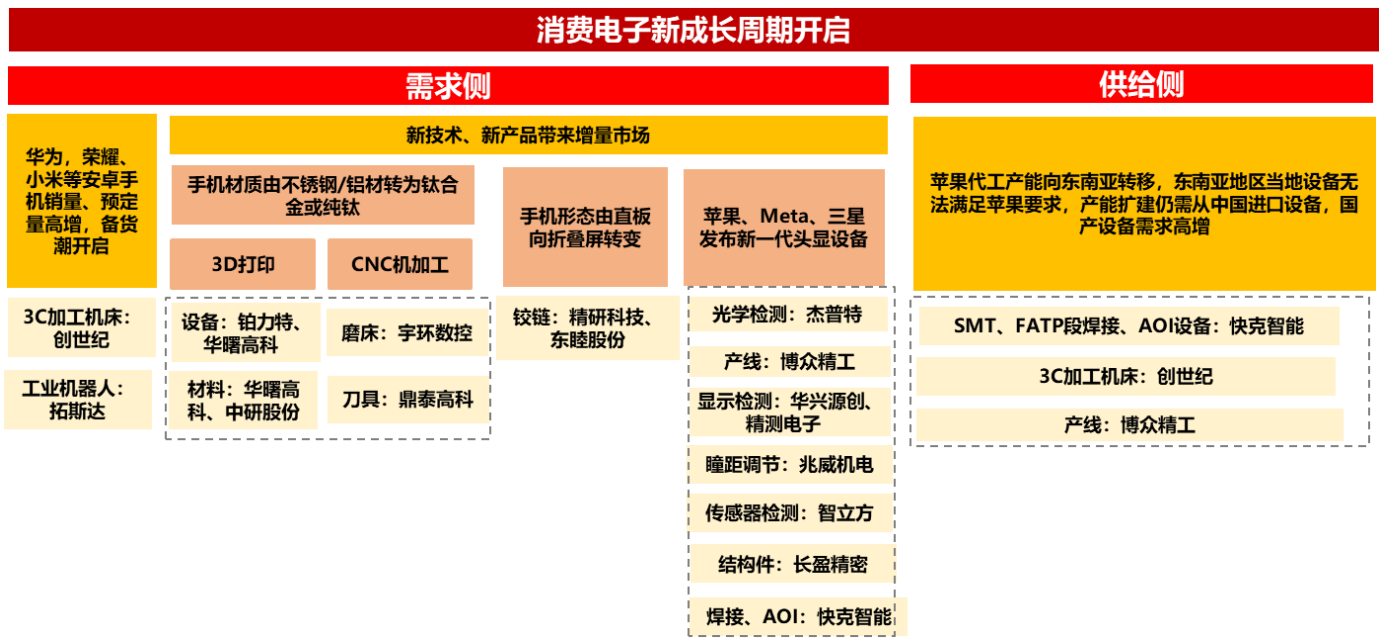 消费电子新成长周期开启
需求侧
华为，荣耀、
小米等安卓手
机销量、预定
量高增，备货
潮开启
3C加工机床：
创世纪
工业机器人：
拓斯达
新技术、新产品带来增量市场
手机材质由不锈钢/铝材转为钛合
金或纯钛
3D打印
设备：铂力特、
华曙高科
材料：华曙高
科、中研股份
CNC机加工
磨床：宇环数控
刀具：鼎泰高科
手机形态由直板
向折叠屏转变
铰链：精研科技、
东睦股份
苹果、Meta、三星
发布新一代头显设备
光学检测：杰普特
产线：博众精工
显示检测：华兴源创、
精测电子
瞳距调节：兆威机电
传感器检测：智立方
结构件：长盈精密
焊接、AOI：快克智能
供给侧
苹果代工产能向东南亚转移，东南亚地区当地设备无
法满足苹果要求，产能扩建仍需从中国进口设备，国
产设备需求高增
SMT、FATP段焊接、AOI设备：快克智能
3C加工机床：创世纪
产线：博众精工